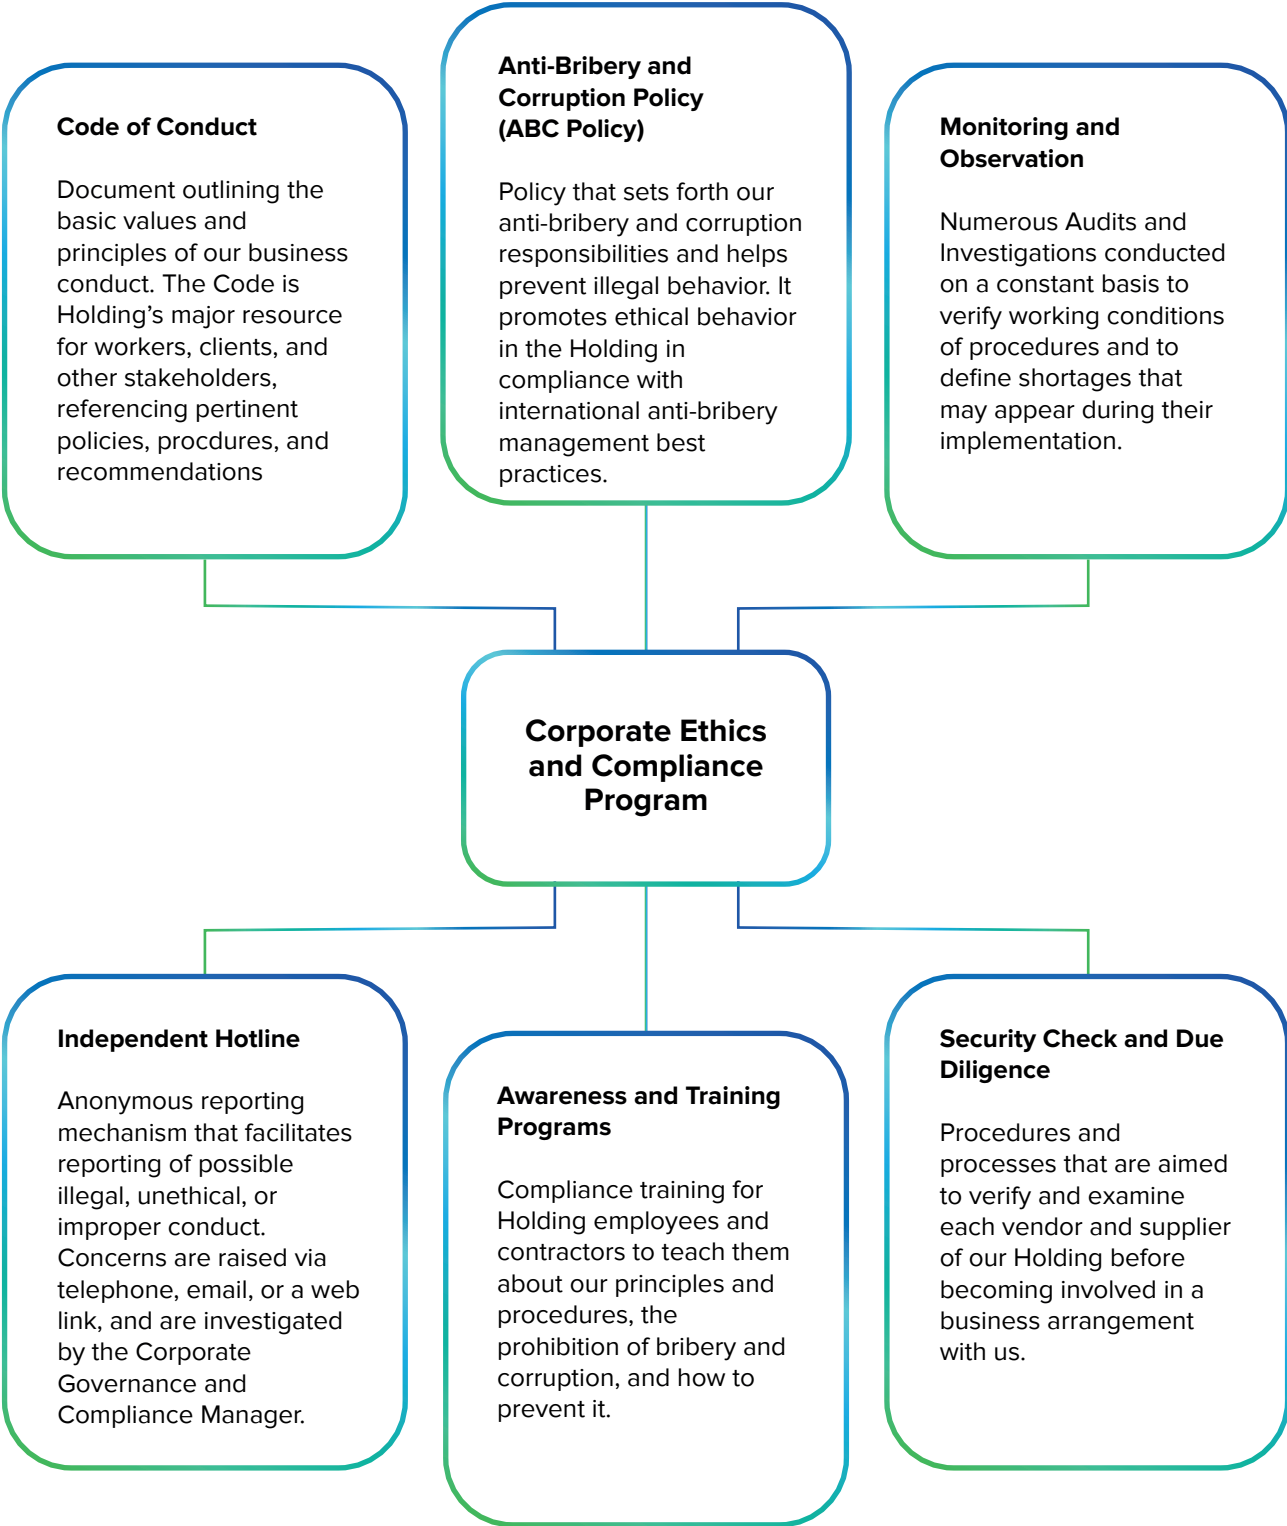 Code of Conduct
Document outlining the
basic values and
principles of our business
conduct. The Code is
Holding’s major resource
for workers, clients, and
other stakeholders,
referencing pertinent
policies, procdures, and
recommendations
Anti-Bribery and
Corruption Policy
(ABC Policy)
Policy that sets forth our
anti-bribery and corruption
responsibilities and helps
prevent illegal behavior. It
promotes ethical behavior
in the Holding in
compliance with
international anti-bribery
management best
practices.
Monitoring and
Observation
Numerous Audits and
Investigations conducted
on a constant basis to
verify working conditions
of procedures and to
define shortages that
may appear during their
implementation.
Corporate Ethics
and Compliance
Program
Independent Hotline
Anonymous reporting
mechanism that facilitates
reporting of possible
illegal, unethical, or
improper conduct.
Concerns are raised via
telephone, email, or a web
link, and are investigated
by the Corporate
Governance and
Compliance Manager.
Awareness and Training
Programs
Compliance training for
Holding employees and
contractors to teach them
about our principles and
procedures, the
prohibition of bribery and
corruption, and how to
prevent it.
Security Check and Due
Diligence
Procedures and
processes that are aimed
to verify and examine
each vendor and supplier
of our Holding before
becoming involved in a
business arrangement
with us.